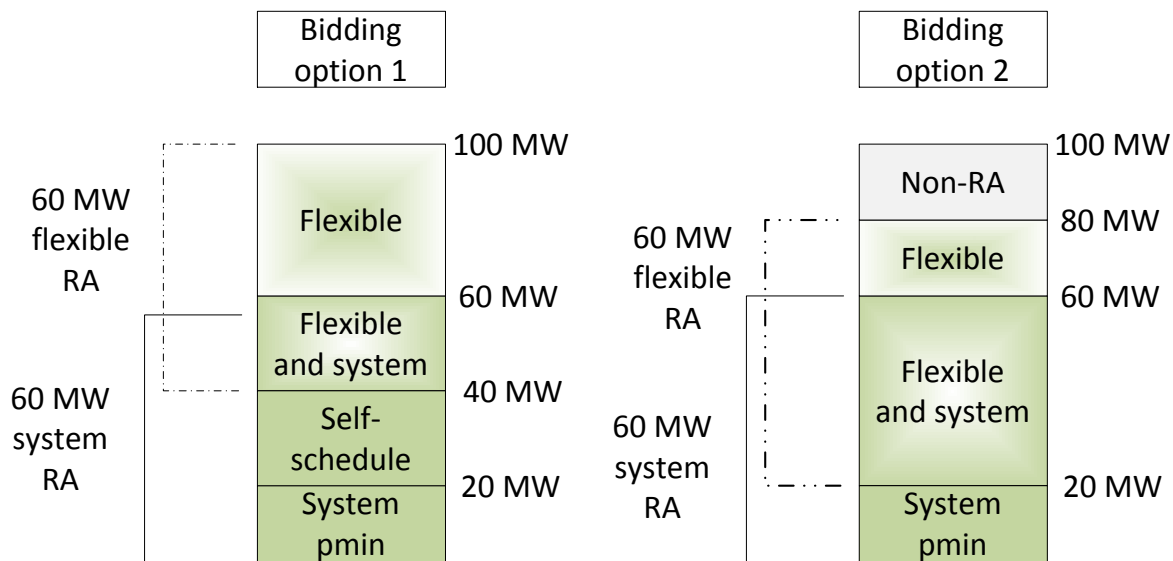 Bidding
option 1
100 MW
60 MW
flexible
RA
Flexible
60 MW
Flexible
and system
60 MW
system
RA
40 MW
Self-
schedule
20 MW
System
pmin
Bidding
option 2
100 MW
Non-RA
80 MW
60 MW
flexible
RA
Flexible
60 MW
Flexible
and system
60 MW
system
RA
20 MW
System
pmin